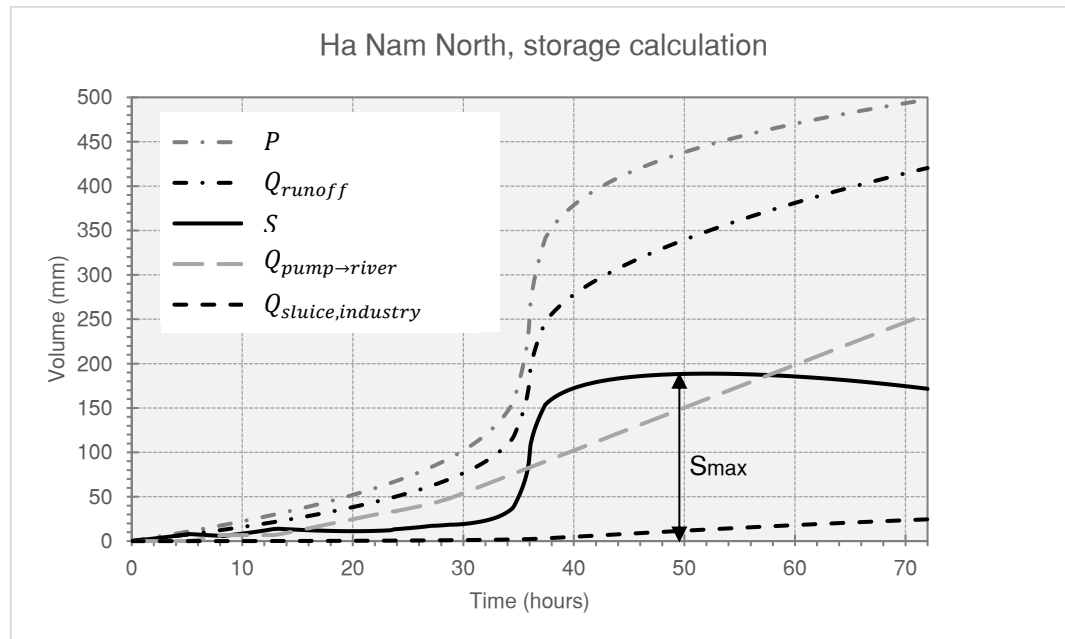 Ha Nam North, storage calculation
500
450
400
350
300
250
200
150
100
50
0
Volume (mm)
P
Q_runoff
S
Q_pump→river
Q_sluice,industry
Smax
0 10 20 30 40 50 60 70
Time (hours)